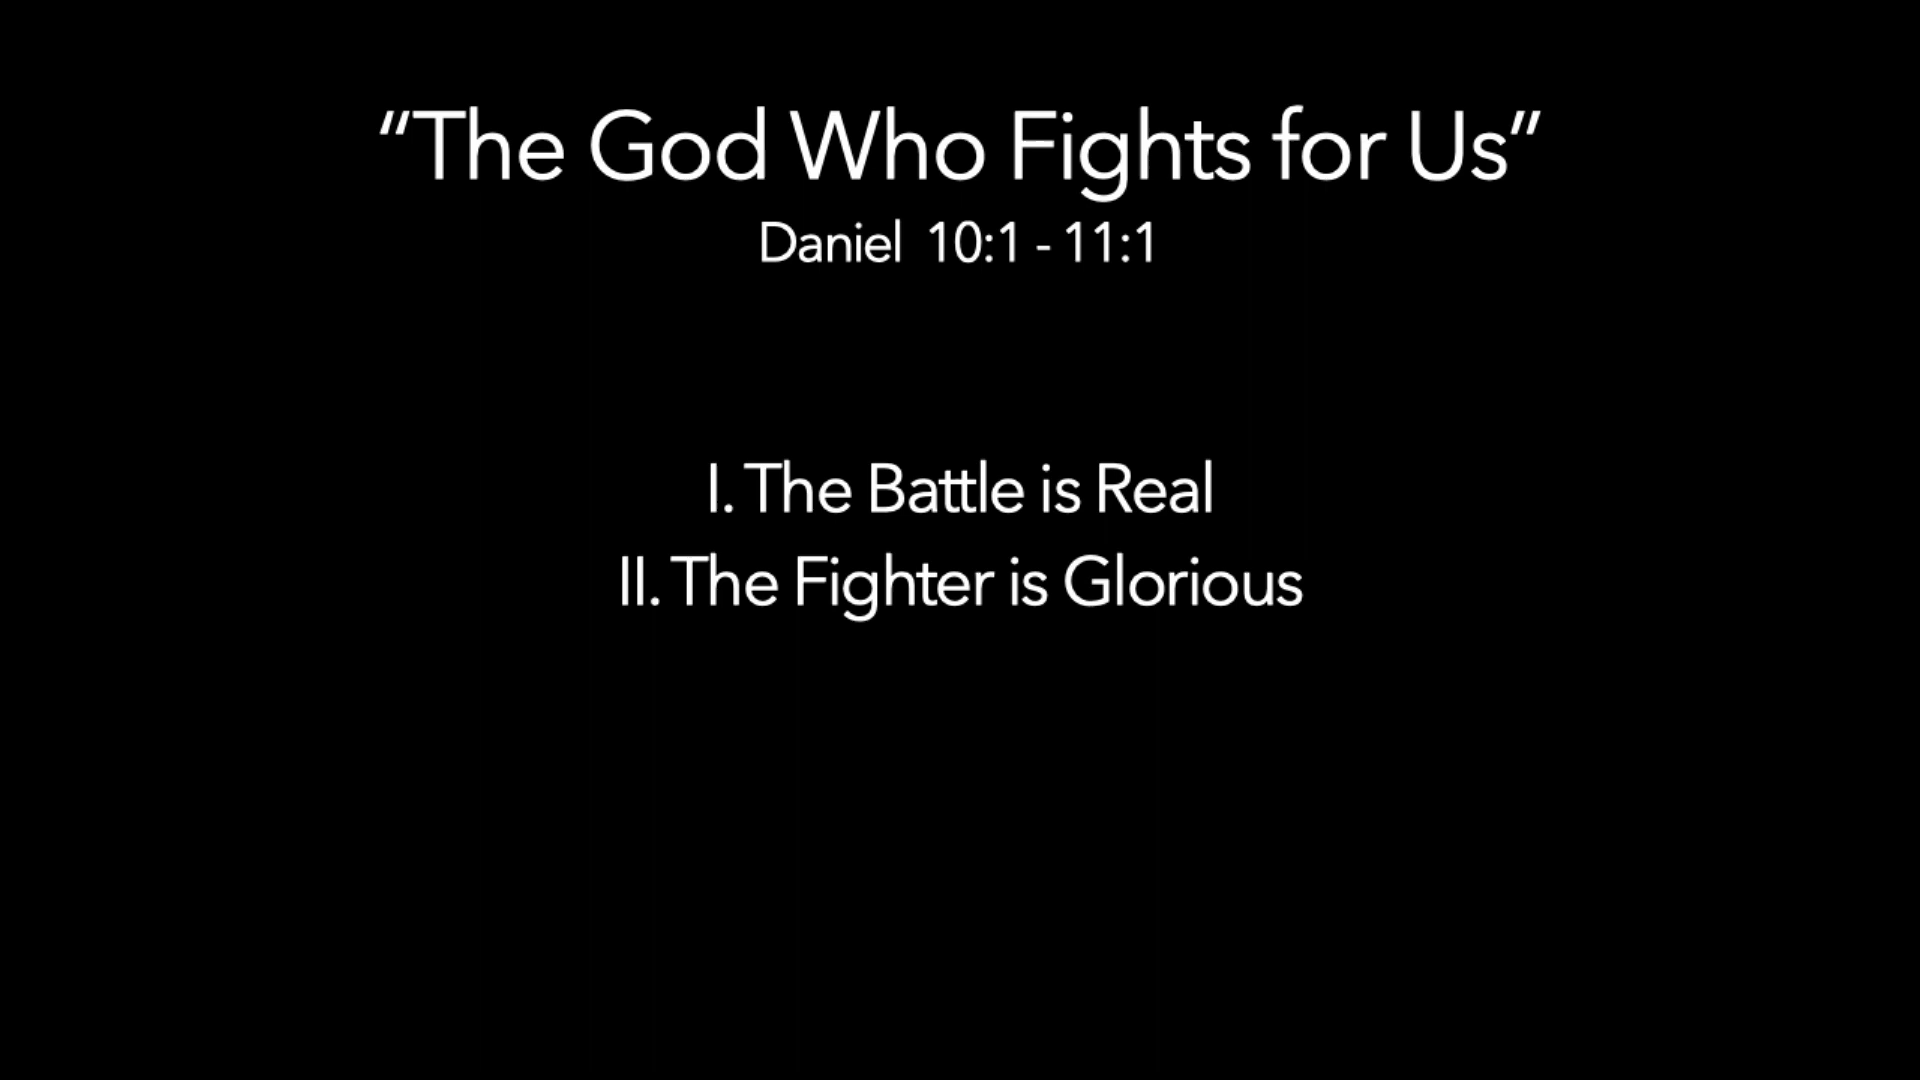 “The God Who Fights for Us”
Daniel 10:1 - 11:1
I. The Battle is Real
II. The Fighter is Glorious